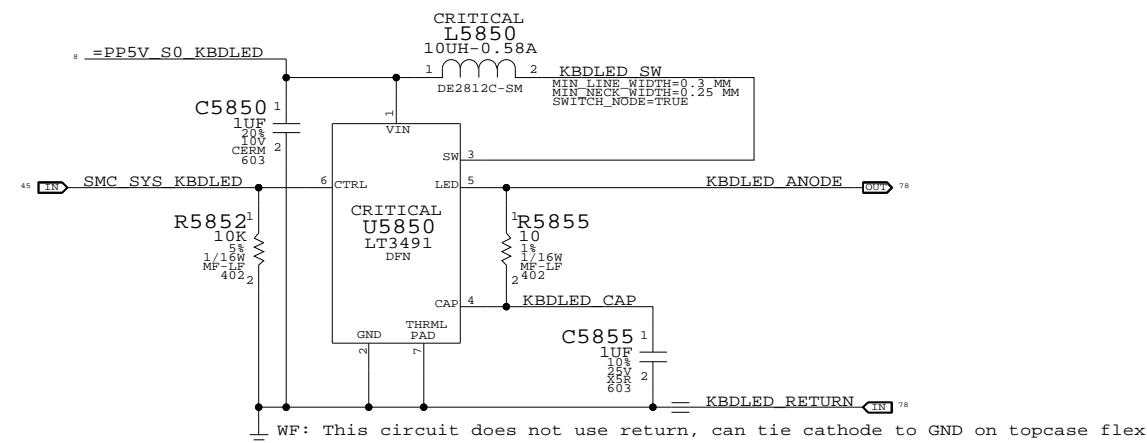 CRITICAL
L5850
10UH-0.58A
8 =PP5V_S0_KBDLED
1 2 KBDLED_SW
DE2812C-SM
MIN_LINE_WIDTH=0.3 MM
MIN_NECK_WIDTH=0.25 MM
SWITCH_NODE=TRUE
C5850 1
1UF
20%
10V
CERM 2
603
1
VIN
SW 3
45 IN SMC_SYS_KBDLED 6 CTRL
LED 5 KBDLED_ANODE OUT 78
R5852 1
10K
5%
1/16W
MF-LF
402 2
CRITICAL
U5850
LT3491
DFN
1 R5855
10
1%
1/16W
MF-LF
2 402
CAP 4 KBDLED_CAP
GND
THRML
PAD
2 7
C5855 1
1UF
10%
25V
X5R 2
603
KBDLED_RETURN IN 78
WF: This circuit does not use return, can tie cathode to GND on topcase flex